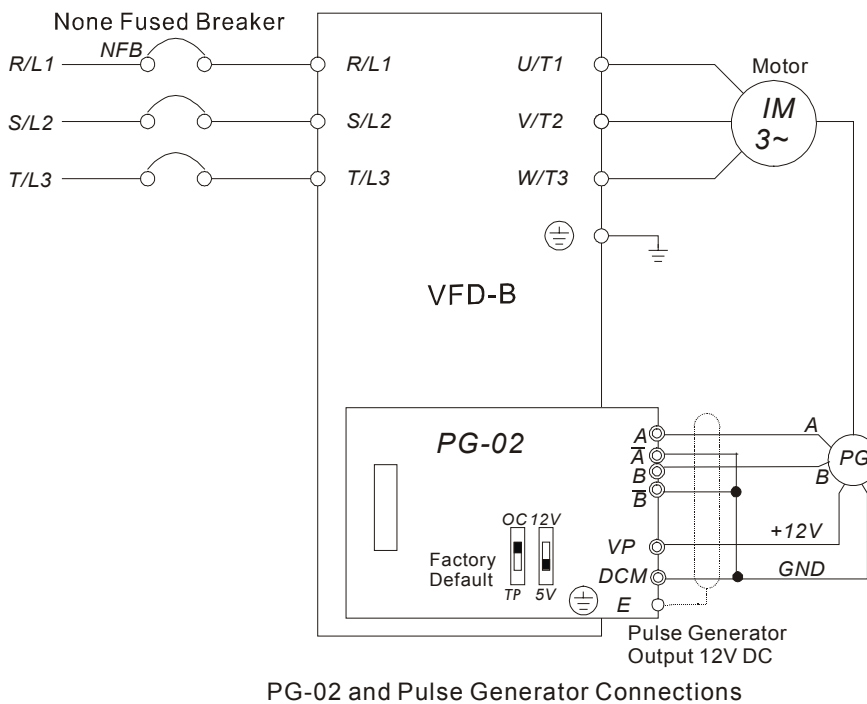 None Fused Breaker
NFB
R/L1
R/L1
U/T1
Motor
S/L2
S/L2
V/T2
IM
3~
T/L3
T/L3
W/T3
VFD-B
PG-02
A
A̅
B
B̅
A
B
PG
OC 12V
VP
+12V
Factory
Default
DCM
GND
TP 5V
E
Pulse Generator
Output 12V DC
PG-02 and Pulse Generator Connections